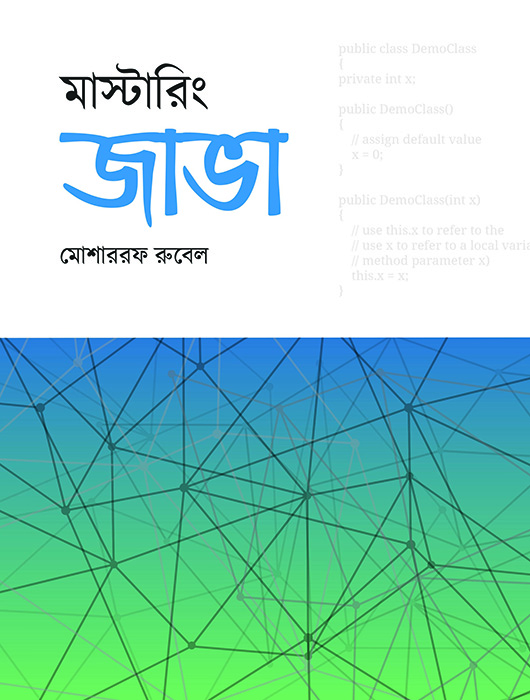 মাস্টারিং
জাভা
মোশাররফ রুবেল
public class DemoClass
{
private int x;
public DemoClass()
{
// assign default value
x = 0;
}
public DemoClass(int x)
{
// use this.x to refer to the
// use x to refer to a local varia
// method parameter x)
this.x = x;
}